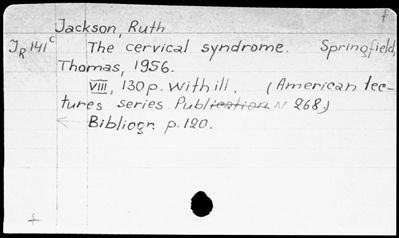 Jackson, Ruth
JR 141c The cervical syndrome. Springfield,
Thomas, 1956.
VIII, 130 p. with ill. (American lec-
tures series. Publication N 268.)
Bibliogr. p. 120.